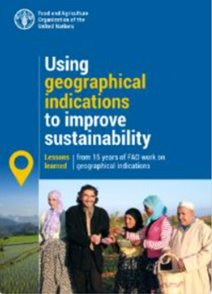 Food and Agriculture
Organization of the
United Nations
Using
geographical
indications
to improve
sustainability
Lessons
learned
from 15 years of FAO work on
geographical indications